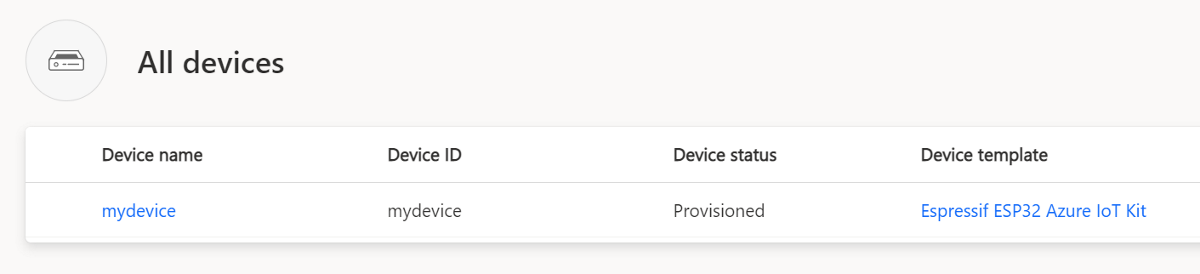 All devices
Device name Device ID Device status Device template
mydevice mydevice Provisioned Espressif ESP32 Azure IoT Kit